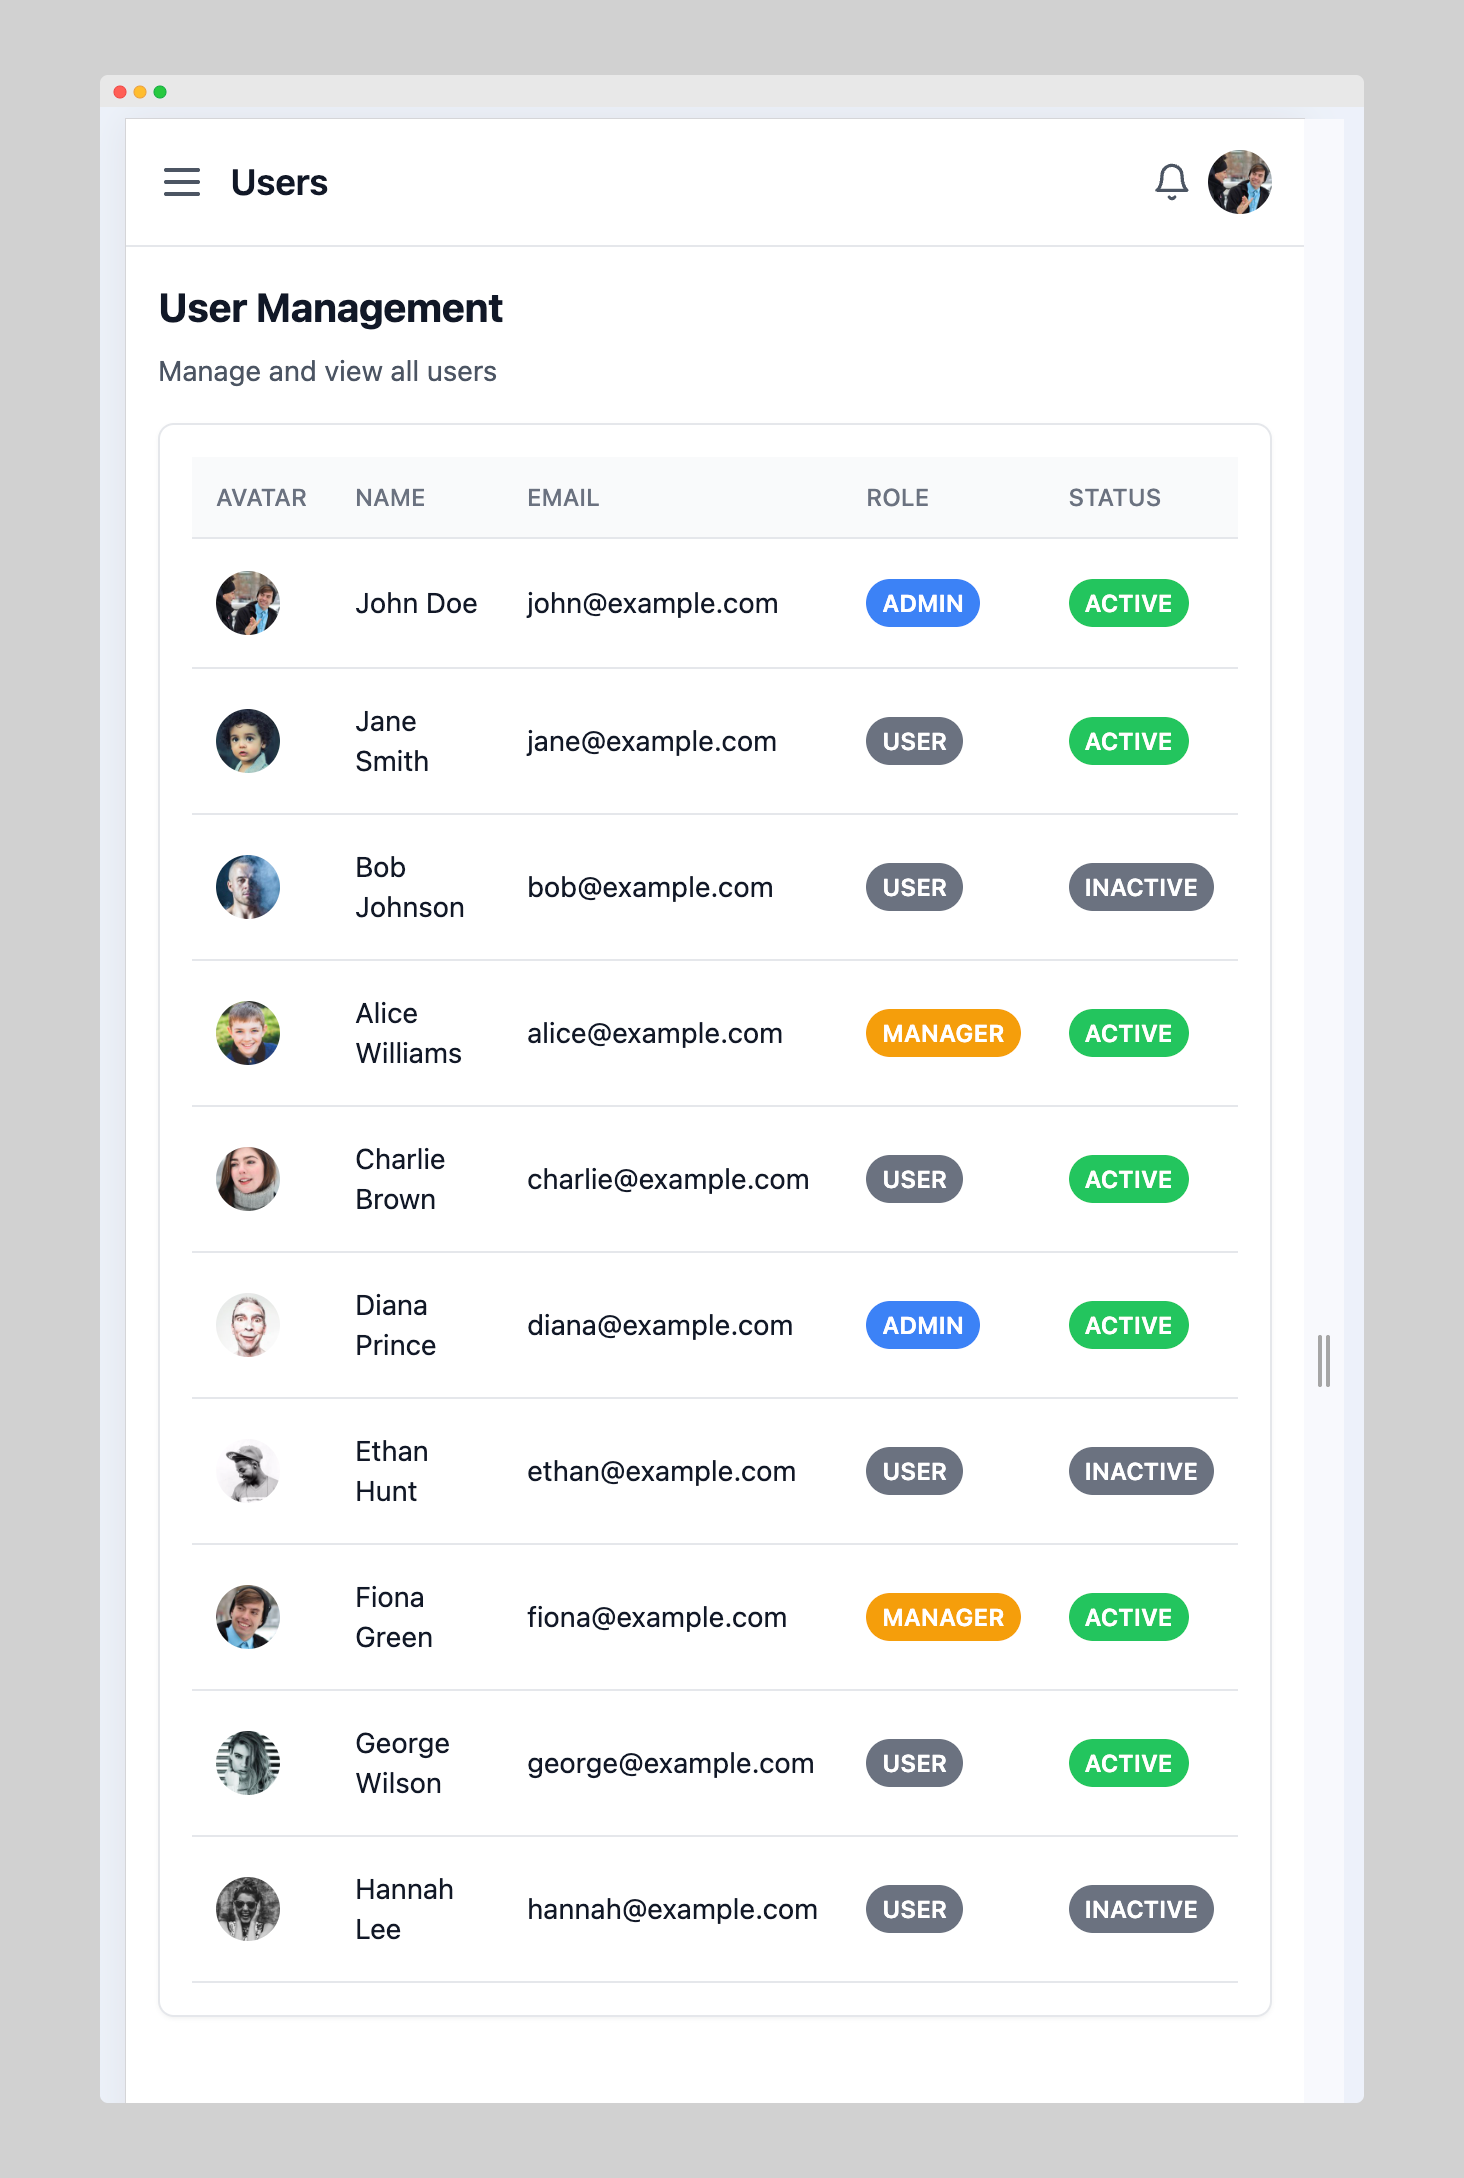 Users
User Management
Manage and view all users
AVATAR NAME EMAIL ROLE STATUS
John Doe john@example.com ADMIN ACTIVE
Jane
Smith jane@example.com USER ACTIVE
Bob
Johnson bob@example.com USER INACTIVE
Alice
Williams alice@example.com MANAGER ACTIVE
Charlie
Brown charlie@example.com USER ACTIVE
Diana
Prince diana@example.com ADMIN ACTIVE
Ethan
Hunt ethan@example.com USER INACTIVE
Fiona
Green fiona@example.com MANAGER ACTIVE
George
Wilson george@example.com USER ACTIVE
Hannah
Lee hannah@example.com USER INACTIVE